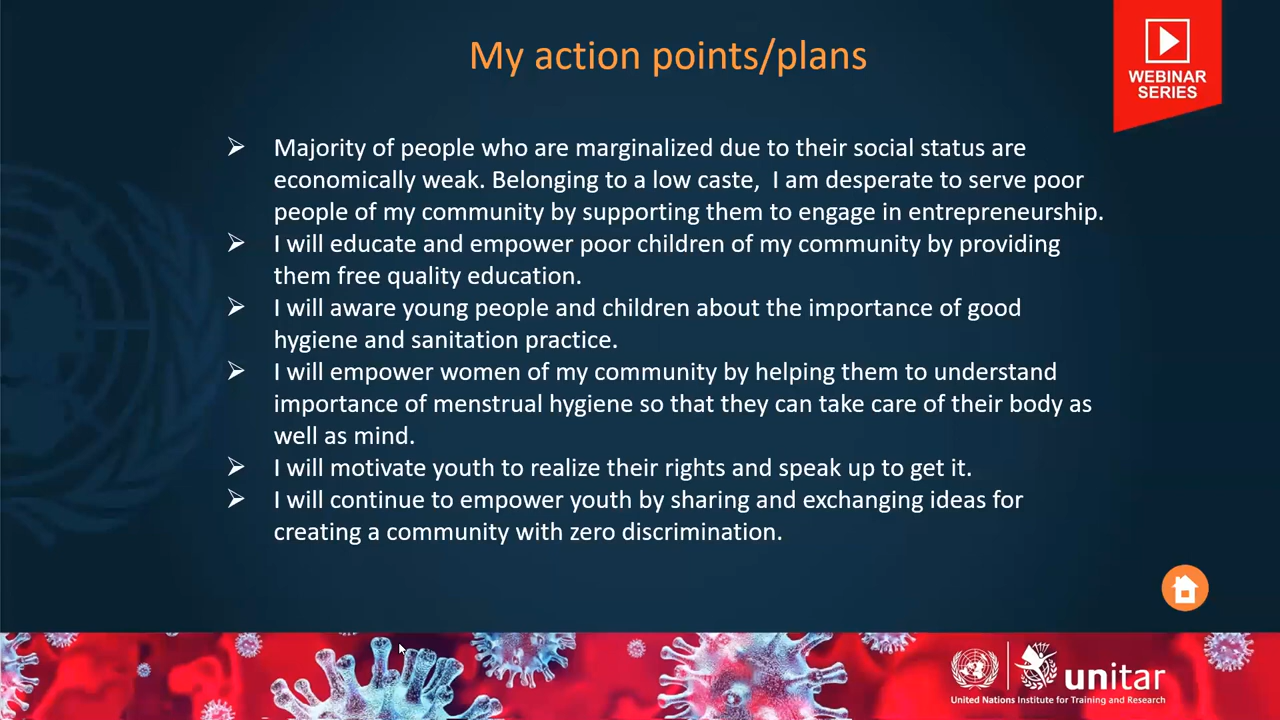 My action points/plans
WEBINAR
SERIES
➢ Majority of people who are marginalized due to their social status are
economically weak. Belonging to a low caste, I am desperate to serve poor
people of my community by supporting them to engage in entrepreneurship.
➢ I will educate and empower poor children of my community by providing
them free quality education.
➢ I will aware young people and children about the importance of good
hygiene and sanitation practice.
➢ I will empower women of my community by helping them to understand
importance of menstrual hygiene so that they can take care of their body as
well as mind.
➢ I will motivate youth to realize their rights and speak up to get it.
➢ I will continue to empower youth by sharing and exchanging ideas for
creating a community with zero discrimination.
unitar
United Nations Institute for Training and Research